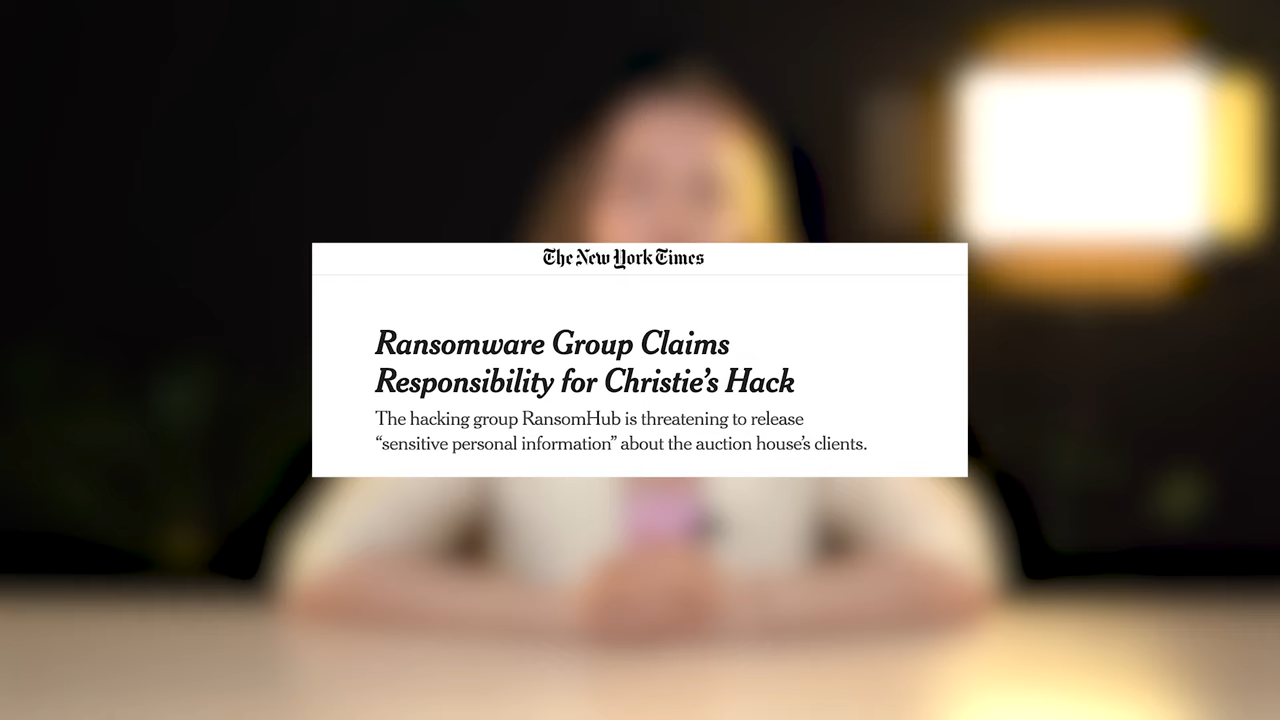 The New York Times
Ransomware Group Claims
Responsibility for Christie’s Hack
The hacking group RansomHub is threatening to release
“sensitive personal information” about the auction house’s clients.